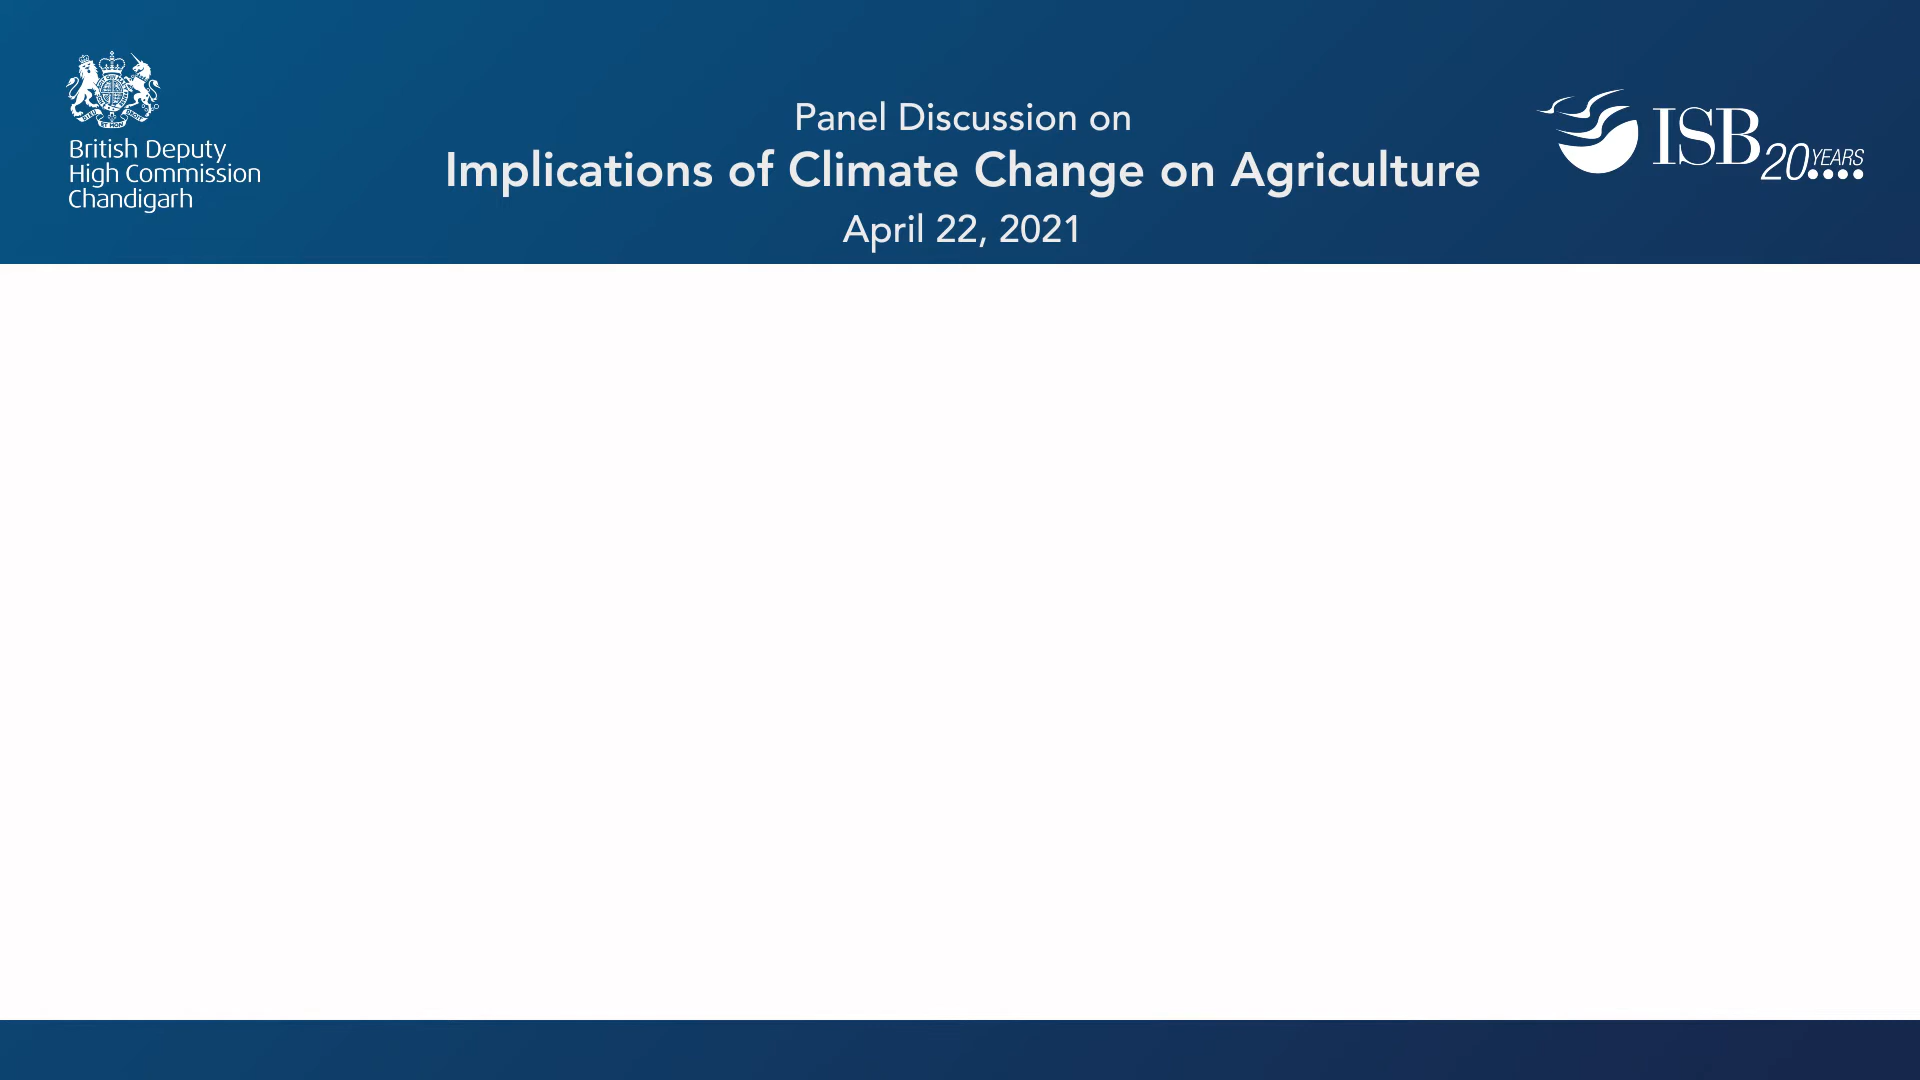 British Deputy
High Commission
Chandigarh
Panel Discussion on
Implications of Climate Change on Agriculture
April 22, 2021
ISB 20 YEARS